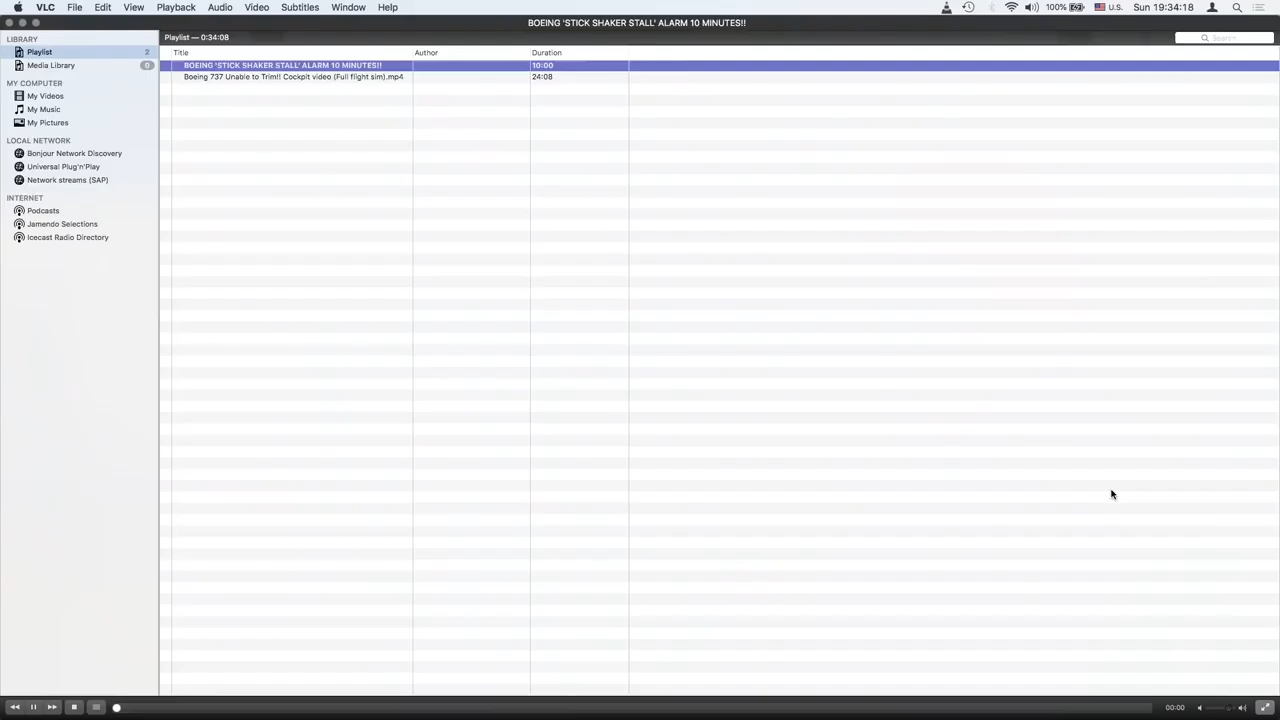 VLC File Edit View Playback Audio Video Subtitles Window Help 100% U.S. Sun 19:34:18
BOEING 'STICK SHAKER STALL' ALARM 10 MINUTES!!
LIBRARY
Playlist 2
Media Library 0
MY COMPUTER
My Videos
My Music
My Pictures
LOCAL NETWORK
Bonjour Network Discovery
Universal Plug'n'Play
Network streams (SAP)
INTERNET
Podcasts
Jamendo Selections
Icecast Radio Directory
Playlist — 0:34:08 Search
Title Author Duration
BOEING 'STICK SHAKER STALL' ALARM 10 MINUTES!! 10:00
Boeing 737 Unable to Trim!! Cockpit video (Full flight sim).mp4 24:08
00:00